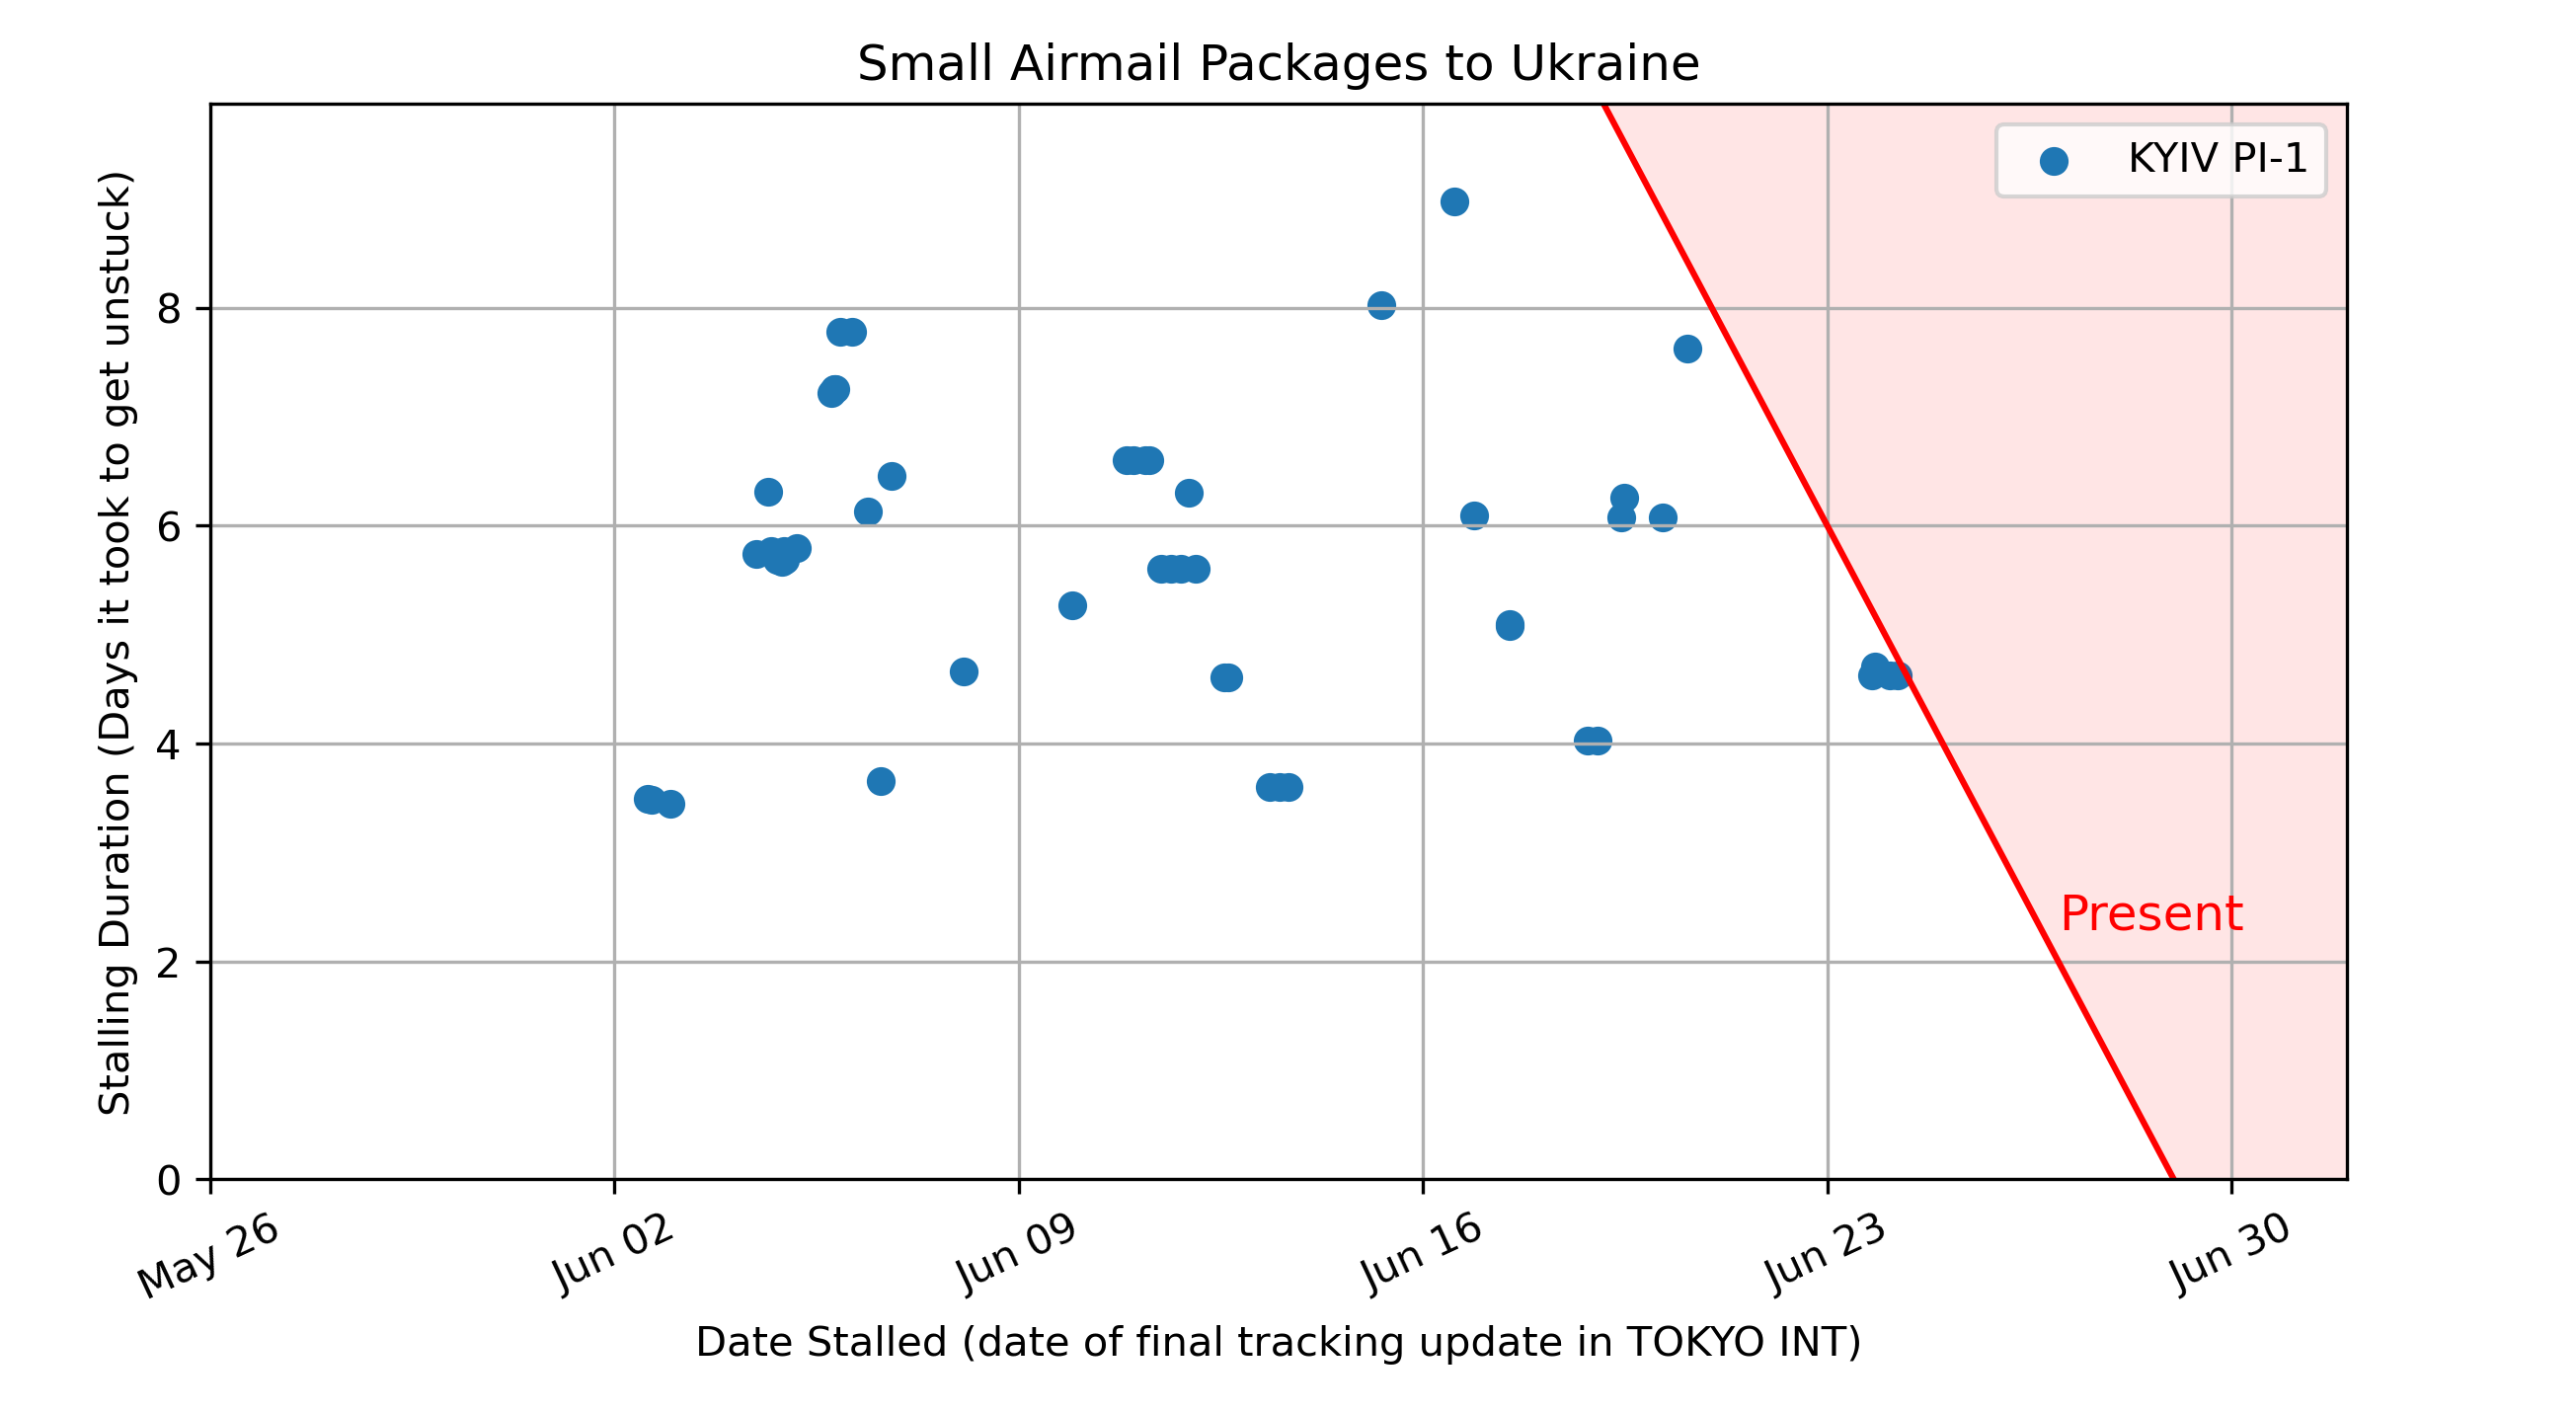 Small Airmail Packages to Ukraine
KYIV PI-1
Stalling Duration (Days it took to get unstuck)
8
6
4
2
0
Present
May 26
Jun 02
Jun 09
Jun 16
Jun 23
Jun 30
Date Stalled (date of final tracking update in TOKYO INT)